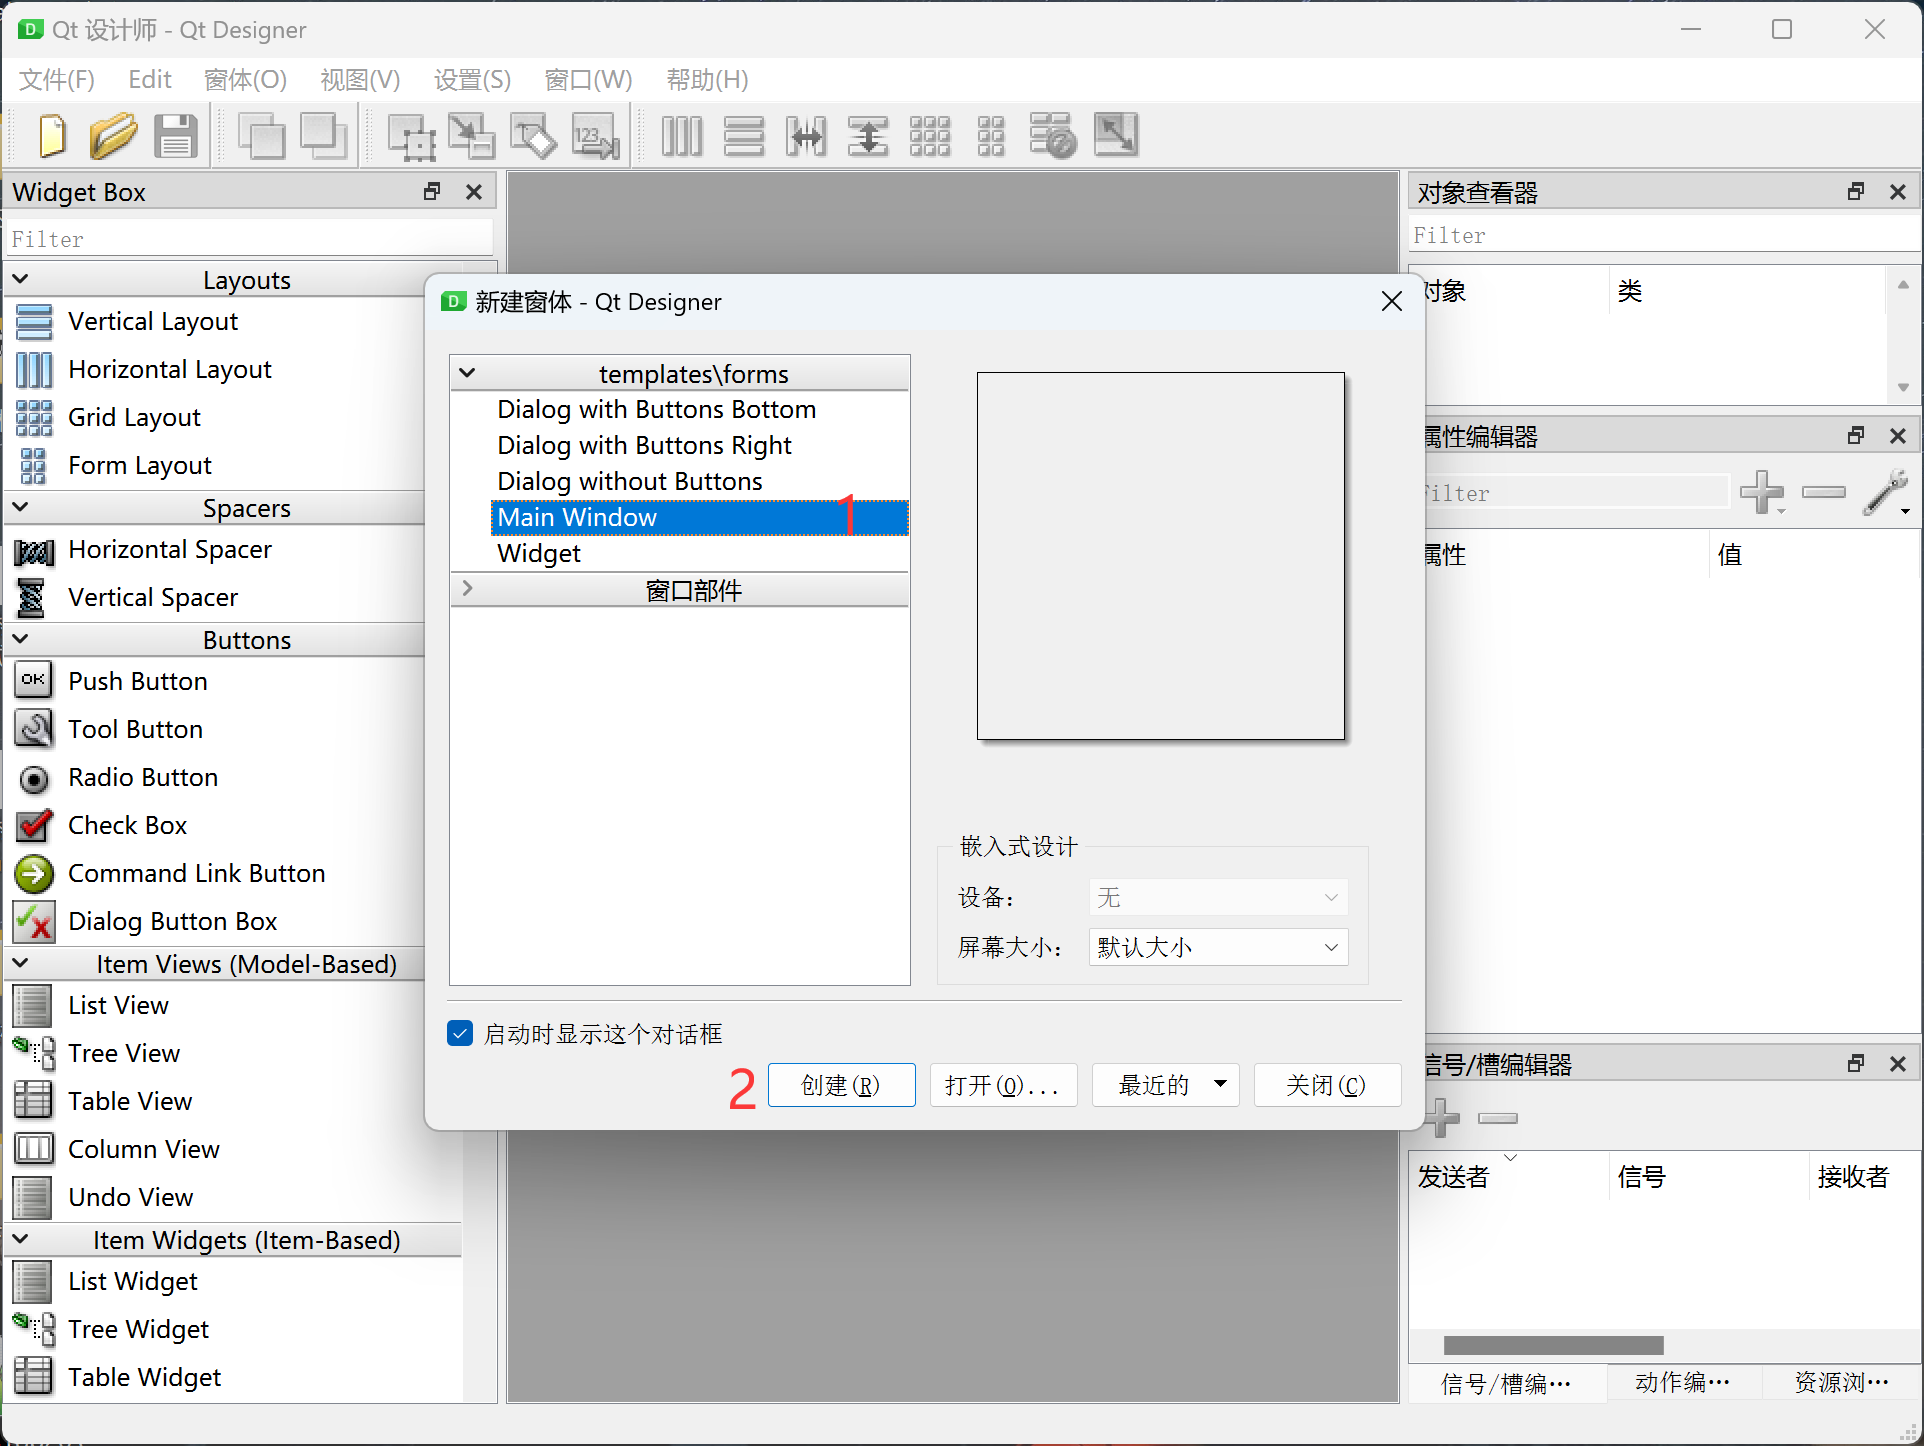 Qt 设计师 - Qt Designer
文件(F) Edit 窗体(O) 视图(V) 设置(S) 窗口(W) 帮助(H)
123
Widget Box
Filter
Layouts
Vertical Layout
Horizontal Layout
Grid Layout
Form Layout
Spacers
Horizontal Spacer
Vertical Spacer
Buttons
OK Push Button
Tool Button
Radio Button
Check Box
Command Link Button
Dialog Button Box
Item Views (Model-Based)
List View
Tree View
Table View
Column View
Undo View
Item Widgets (Item-Based)
List Widget
Tree Widget
Table Widget
新建窗体 - Qt Designer
templates\forms
Dialog with Buttons Bottom
Dialog with Buttons Right
Dialog without Buttons
Main Window 1
Widget
窗口部件
嵌入式设计
设备： 无
屏幕大小： 默认大小
启动时显示这个对话框
2 创建(R) 打开(O)... 最近的 关闭(C)
对象查看器
Filter
对象 类
属性编辑器
Filter
属性 值
信号/槽编辑器
发送者 信号 接收者
信号/槽编… 动作编… 资源浏…